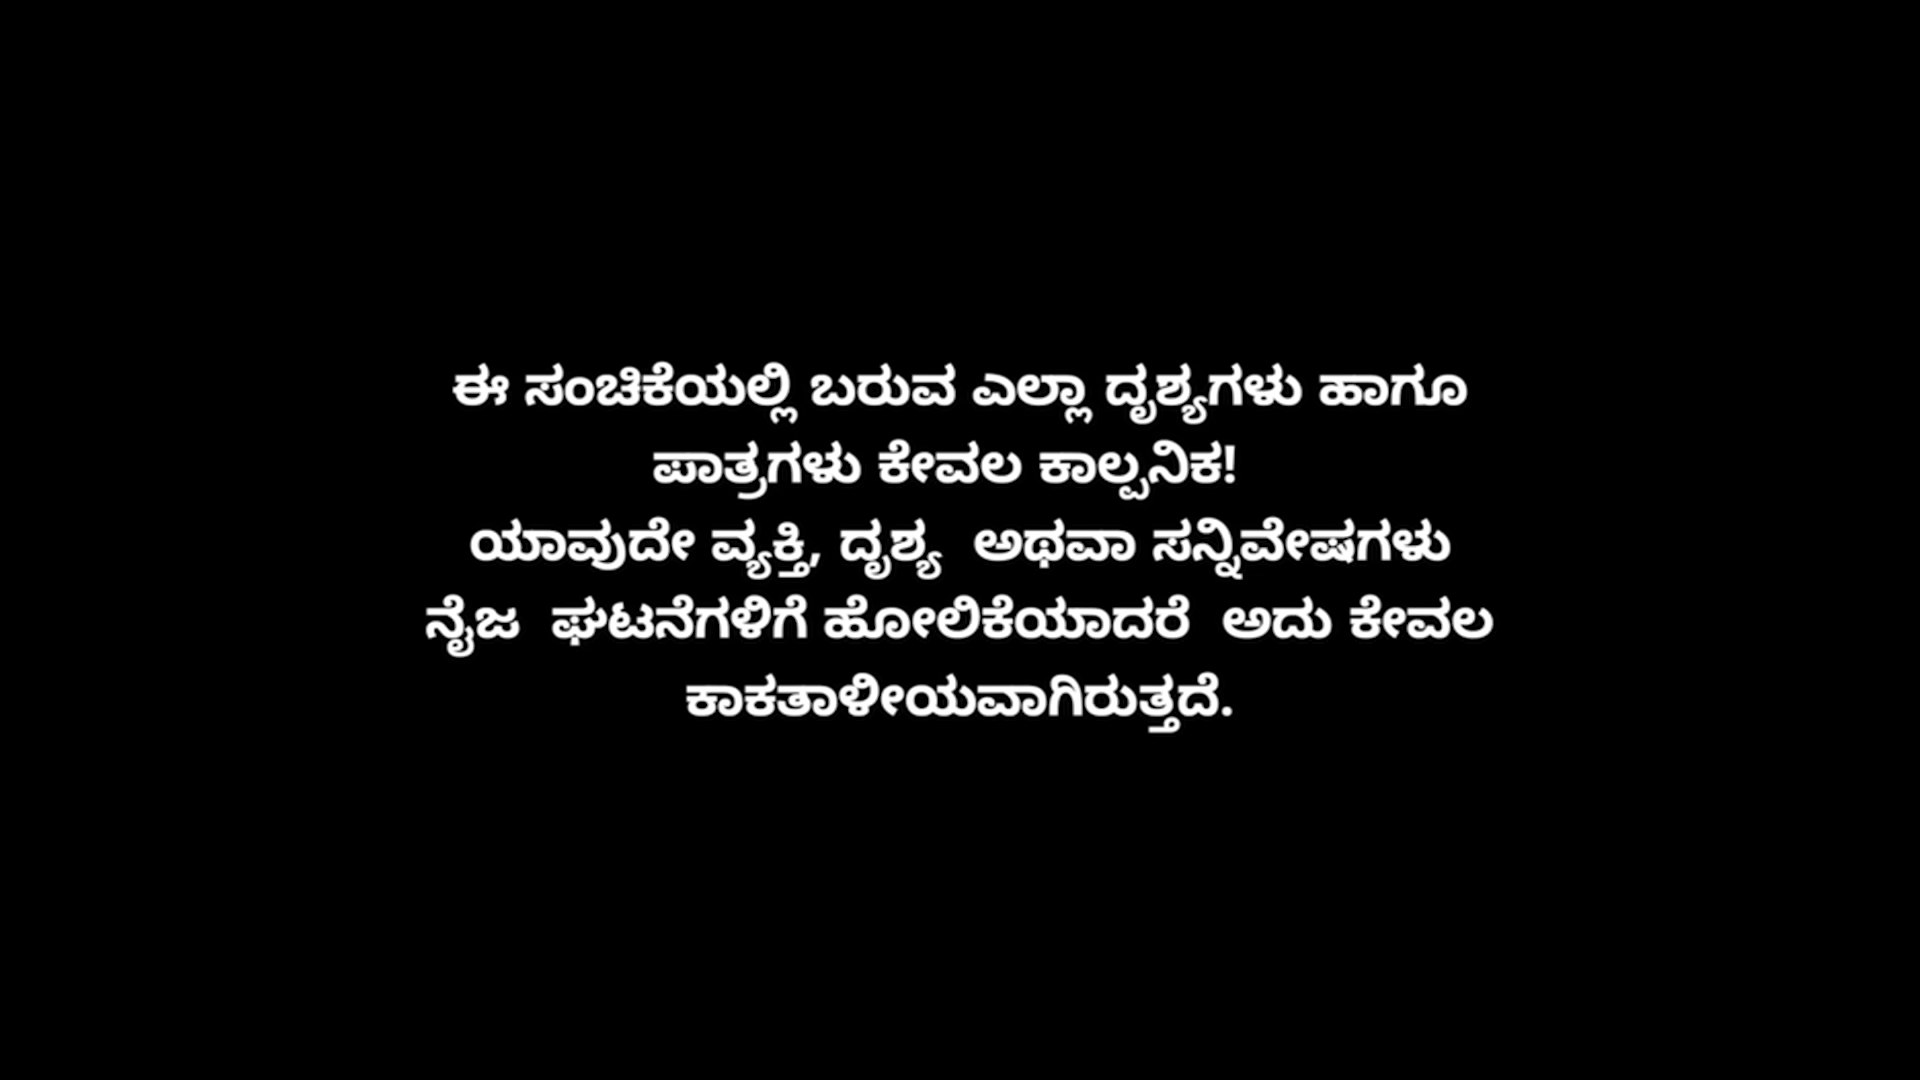 ಈ ಸಂಚಿಕೆಯಲ್ಲಿ ಬರುವ ಎಲ್ಲಾ ದೃಶ್ಯಗಳು ಹಾಗೂ
ಪಾತ್ರಗಳು ಕೇವಲ ಕಾಲ್ಪನಿಕ!
ಯಾವುದೇ ವ್ಯಕ್ತಿ, ದೃಶ್ಯ ಅಥವಾ ಸನ್ನಿವೇಷಗಳು
ನೈಜ ಘಟನೆಗಳಿಗೆ ಹೋಲಿಕೆಯಾದರೆ ಅದು ಕೇವಲ
ಕಾಕತಾಳೀಯವಾಗಿರುತ್ತದೆ.